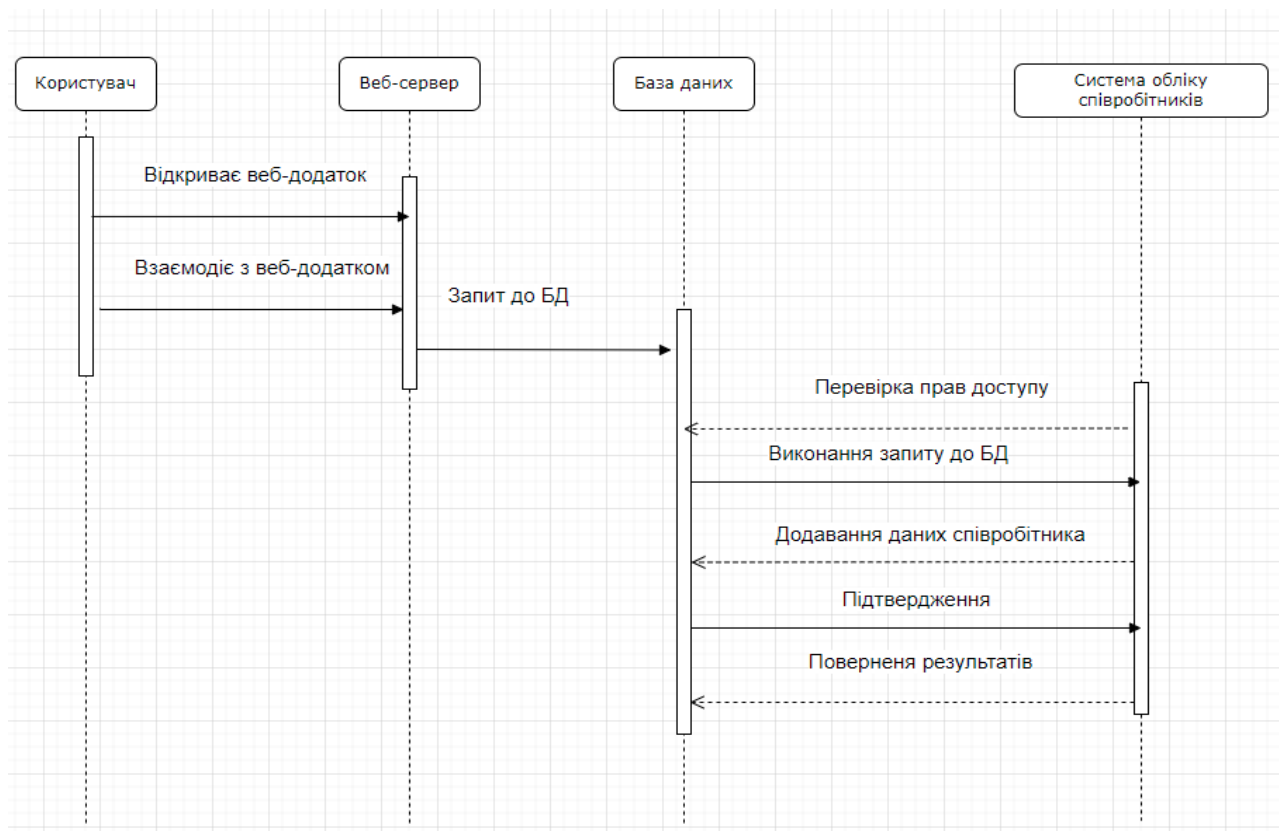 Користувач
Веб-сервер
База даних
Система обліку
співробітників
Відкриває веб-додаток
Взаємодіє з веб-додатком
Запит до БД
Перевірка прав доступу
Виконання запиту до БД
Додавання даних співробітника
Підтвердження
Поверненя результатів